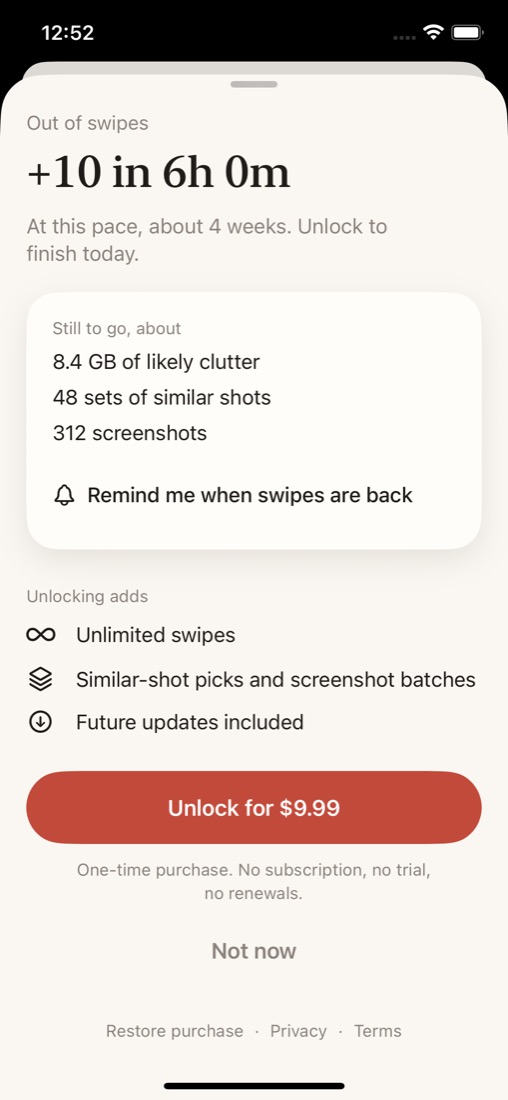 12:52
Out of swipes
+10 in 6h 0m
At this pace, about 4 weeks. Unlock to
finish today.
Still to go, about
8.4 GB of likely clutter
48 sets of similar shots
312 screenshots
Remind me when swipes are back
Unlocking adds
Unlimited swipes
Similar-shot picks and screenshot batches
Future updates included
Unlock for $9.99
One-time purchase. No subscription, no trial,
no renewals.
Not now
Restore purchase · Privacy · Terms